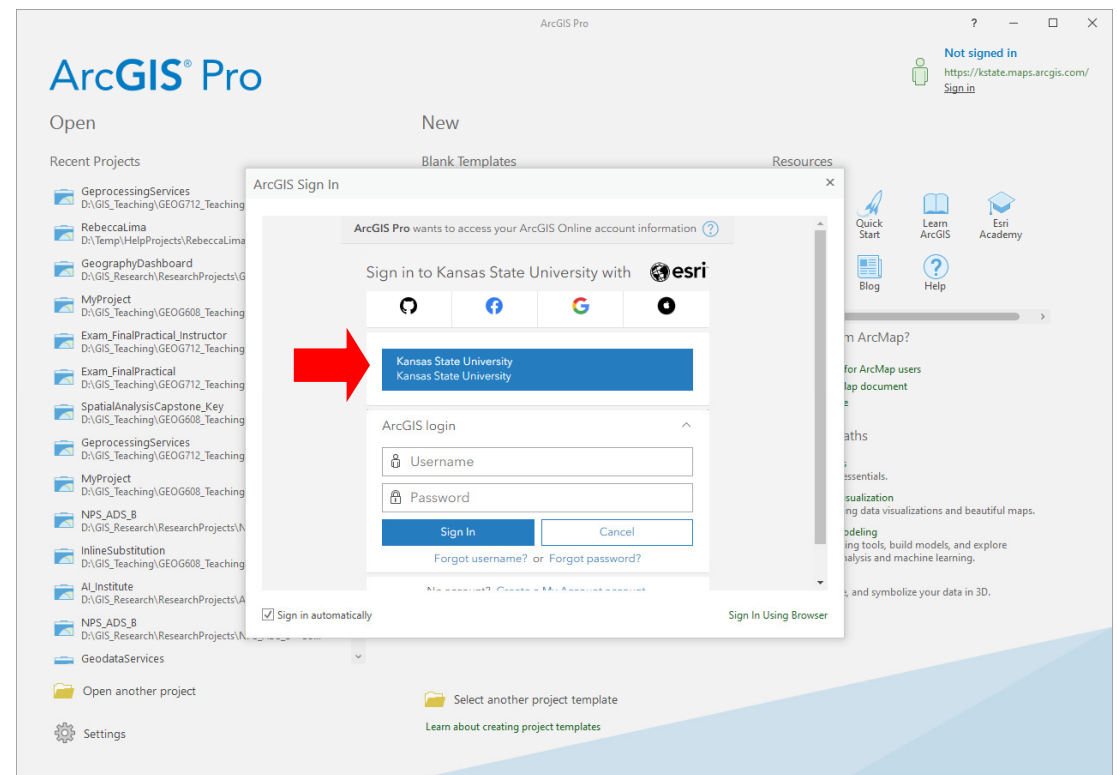 ArcGIS Pro
?
Not signed in
https://kstate.maps.arcgis.com/
Sign in
ArcGIS® Pro
Open
New
Recent Projects
Blank Templates
Resources
GeprocessingServices
D:\GIS_Teaching\GEOG712_Teaching
RebeccaLima
D:\Temp\HelpProjects\RebeccaLima
GeographyDashboard
D:\GIS_Research\ResearchProjects\G
MyProject
D:\GIS_Teaching\GEOG608_Teaching
Exam_FinalPractical_Instructor
D:\GIS_Teaching\GEOG712_Teaching
Exam_FinalPractical
D:\GIS_Teaching\GEOG712_Teaching
SpatialAnalysisCapstone_Key
D:\GIS_Teaching\GEOG608_Teaching
GeprocessingServices
D:\GIS_Teaching\GEOG712_Teaching
MyProject
D:\GIS_Teaching\GEOG608_Teaching
NPS_ADS_B
D:\GIS_Research\ResearchProjects\N
InlineSubstitution
D:\GIS_Teaching\GEOG608_Teaching
AI_Institute
D:\GIS_Research\ResearchProjects\A
NPS_ADS_B
D:\GIS_Research\ResearchProjects\
GeodataServices
Open another project
Settings
ArcGIS Sign In
ArcGIS Pro wants to access your ArcGIS Online account information ?
Sign in to Kansas State University with esri
Kansas State University
Kansas State University
ArcGIS login
Username
Password
Sign In
Cancel
Forgot username? or Forgot password?
Sign in automatically
Sign In Using Browser
Select another project template
Learn about creating project templates
Quick Start
Learn ArcGIS
Esri Academy
Blog
Help
m ArcMap?
for ArcMap users
Map document
aths
essentials.
sualization
ng data visualizations and beautiful maps.
odeling
ing tools, build models, and explore
alysis and machine learning.
e, and symbolize your data in 3D.